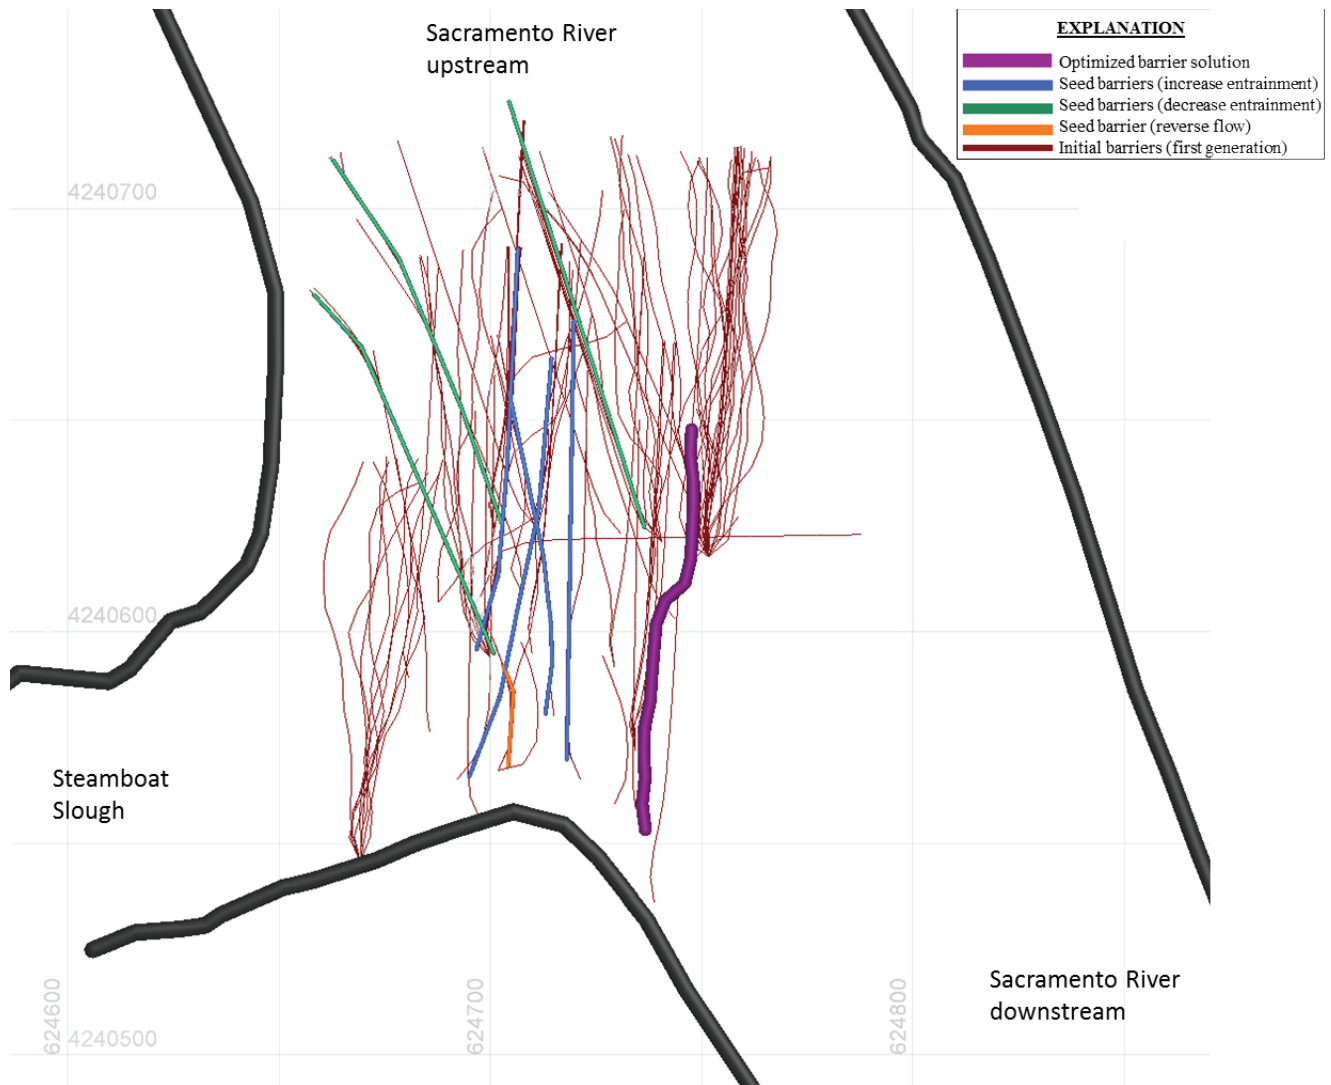 Sacramento River
upstream
EXPLANATION
Optimized barrier solution
Seed barriers (increase entrainment)
Seed barriers (decrease entrainment)
Seed barrier (reverse flow)
Initial barriers (first generation)
4240700
4240600
Steamboat
Slough
Sacramento River
downstream
624600
624700
624800
4240500